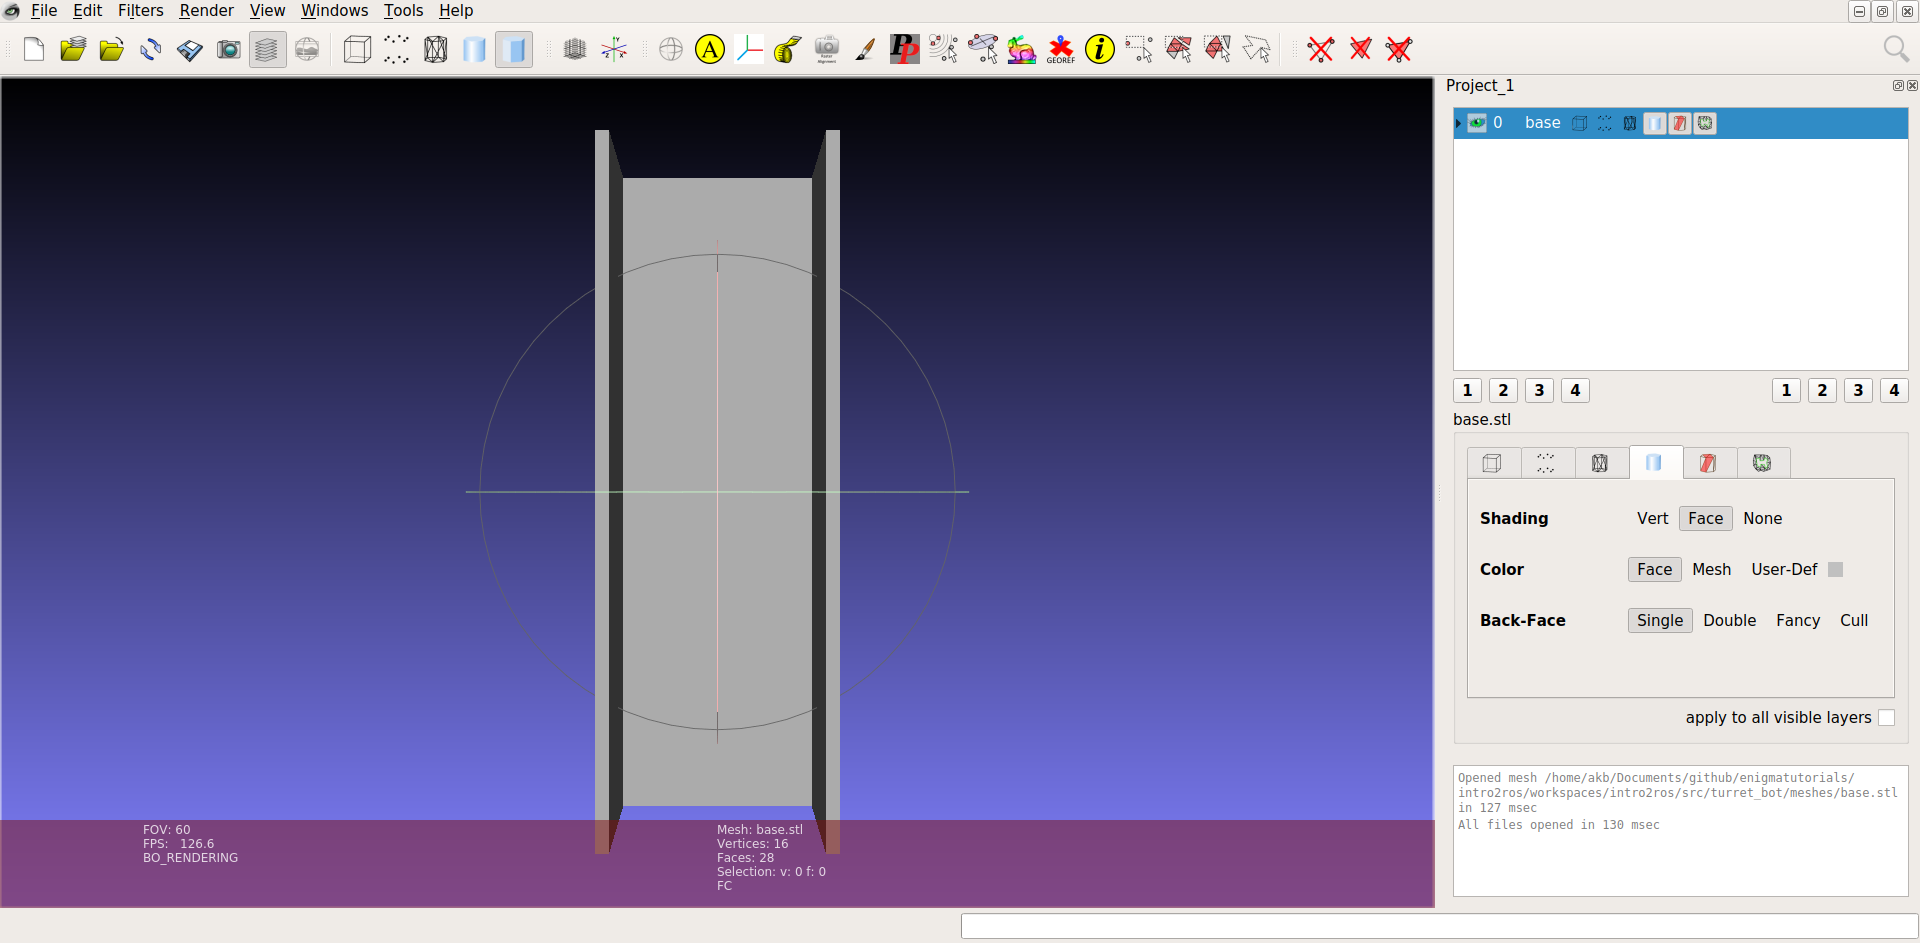 File Edit Filters Render View Windows Tools Help
A
PP
GEOREF
i
Project_1
0 base
1 2 3 4 1 2 3 4
base.stl
Shading Vert Face None
Color Face Mesh User-Def
Back-Face Single Double Fancy Cull
apply to all visible layers
Opened mesh /home/akb/Documents/github/enigmatutorials/
intro2ros/workspaces/intro2ros/src/turret_bot/meshes/base.stl
in 127 msec
All files opened in 130 msec
FOV: 60
FPS: 126.6
BO_RENDERING
Mesh: base.stl
Vertices: 16
Faces: 28
Selection: v: 0 f: 0
FC